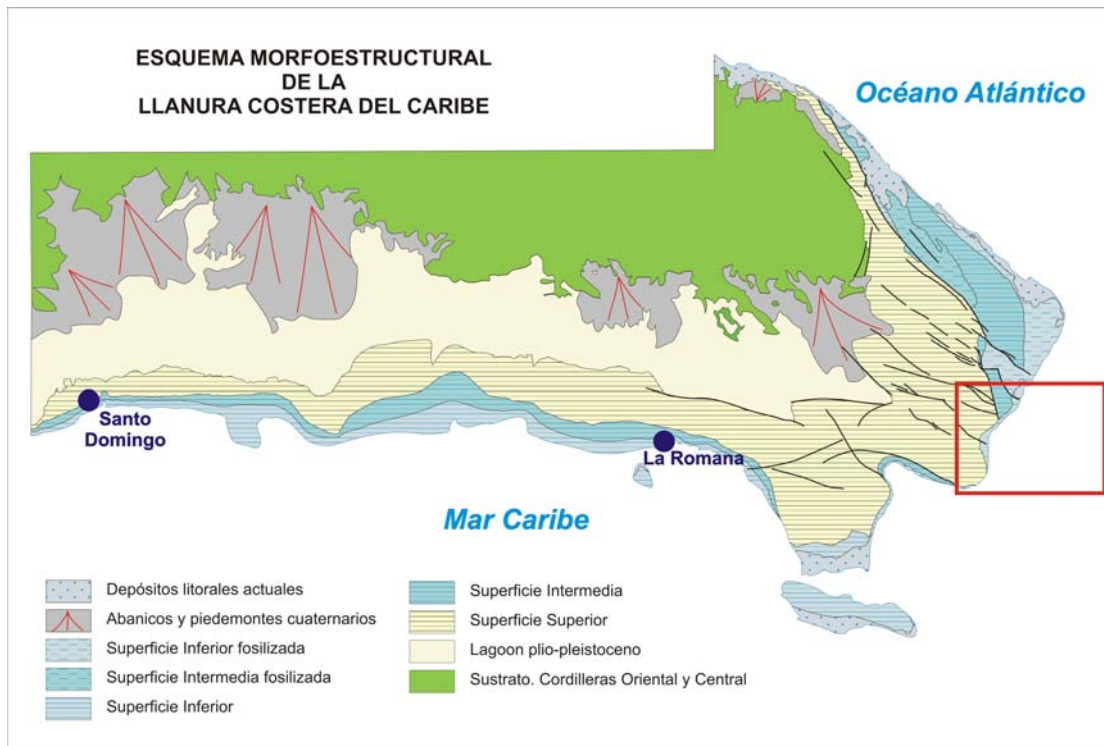 ESQUEMA MORFOESTRUCTURAL
DE LA
LLANURA COSTERA DEL CARIBE
Océano Atlántico
Santo
Domingo
La Romana
Mar Caribe
Depósitos litorales actuales
Abanicos y piedemontes cuaternarios
Superficie Inferior fosilizada
Superficie Intermedia fosilizada
Superficie Inferior
Superficie Intermedia
Superficie Superior
Lagoon plio-pleistoceno
Sustrato. Cordilleras Oriental y Central